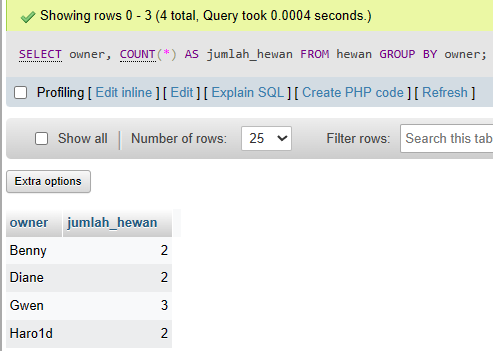 Showing rows 0 - 3 (4 total, Query took 0.0004 seconds.)
SELECT owner, COUNT(*) AS jumlah_hewan FROM hewan GROUP BY owner;
Profiling [ Edit inline ] [ Edit ] [ Explain SQL ] [ Create PHP code ] [ Refresh ]
Show all Number of rows: 25 Filter rows: Search this tab
Extra options
owner jumlah_hewan
Benny 2
Diane 2
Gwen 3
Haro1d 2